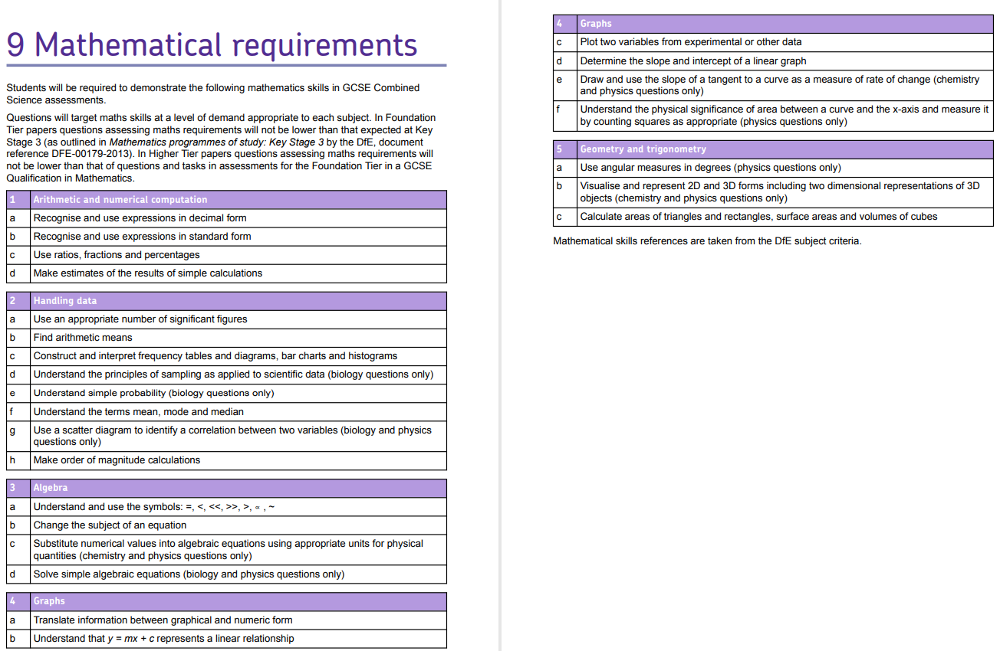 9 Mathematical requirements
Students will be required to demonstrate the following mathematics skills in GCSE Combined
Science assessments.
Questions will target maths skills at a level of demand appropriate to each subject. In Foundation
Tier papers questions assessing maths requirements will not be lower than that expected at Key
Stage 3 (as outlined in Mathematics programmes of study: Key Stage 3 by the DfE, document
reference DFE-00179-2013). In Higher Tier papers questions assessing maths requirements will
not be lower than that of questions and tasks in assessments for the Foundation Tier in a GCSE
Qualification in Mathematics.
1 Arithmetic and numerical computation
a Recognise and use expressions in decimal form
b Recognise and use expressions in standard form
c Use ratios, fractions and percentages
d Make estimates of the results of simple calculations
2 Handling data
a Use an appropriate number of significant figures
b Find arithmetic means
c Construct and interpret frequency tables and diagrams, bar charts and histograms
d Understand the principles of sampling as applied to scientific data (biology questions only)
e Understand simple probability (biology questions only)
f Understand the terms mean, mode and median
g Use a scatter diagram to identify a correlation between two variables (biology and physics
questions only)
h Make order of magnitude calculations
3 Algebra
a Understand and use the symbols: =, <, <<, >>, >, ∝ , ~
b Change the subject of an equation
c Substitute numerical values into algebraic equations using appropriate units for physical
quantities (chemistry and physics questions only)
d Solve simple algebraic equations (biology and physics questions only)
4 Graphs
a Translate information between graphical and numeric form
b Understand that y = mx + c represents a linear relationship
4 Graphs
c Plot two variables from experimental or other data
d Determine the slope and intercept of a linear graph
e Draw and use the slope of a tangent to a curve as a measure of rate of change (chemistry
and physics questions only)
f Understand the physical significance of area between a curve and the x-axis and measure it
by counting squares as appropriate (physics questions only)
5 Geometry and trigonometry
a Use angular measures in degrees (physics questions only)
b Visualise and represent 2D and 3D forms including two dimensional representations of 3D
objects (chemistry and physics questions only)
c Calculate areas of triangles and rectangles, surface areas and volumes of cubes
Mathematical skills references are taken from the DfE subject criteria.